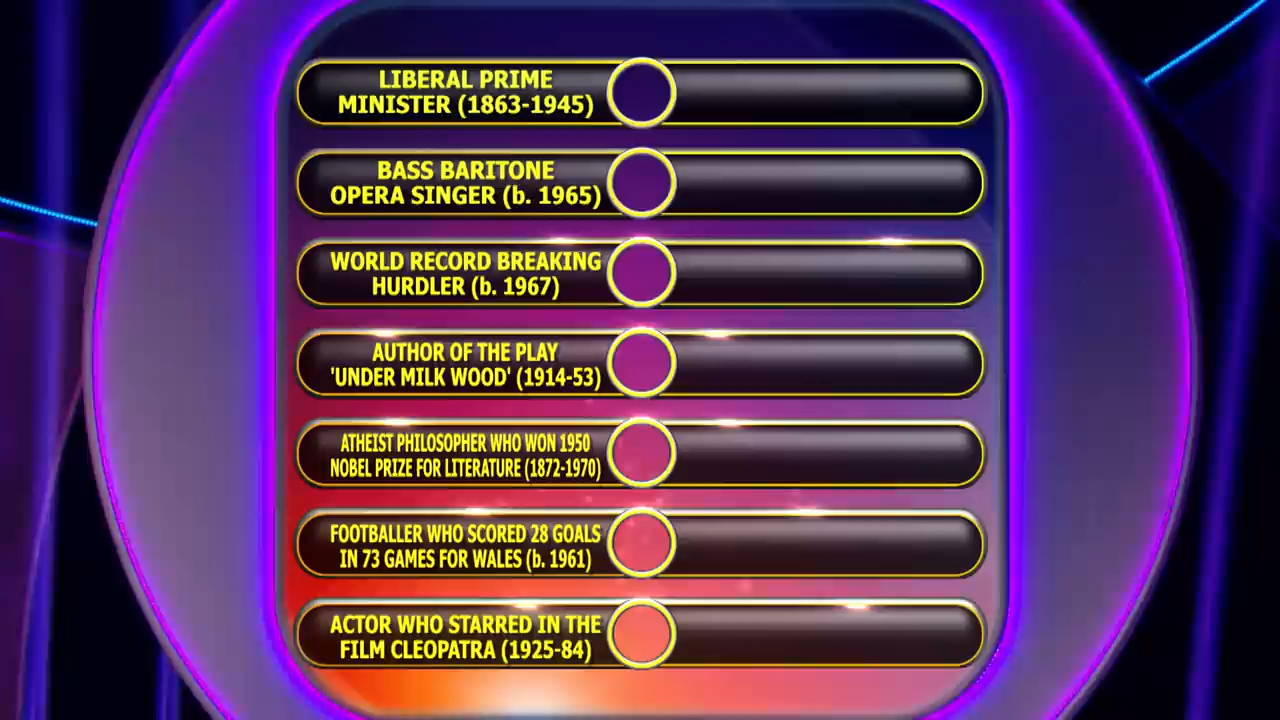 LIBERAL PRIME
MINISTER (1863-1945)
BASS BARITONE
OPERA SINGER (b. 1965)
WORLD RECORD BREAKING
HURDLER (b. 1967)
AUTHOR OF THE PLAY
'UNDER MILK WOOD' (1914-53)
ATHEIST PHILOSOPHER WHO WON 1950
NOBEL PRIZE FOR LITERATURE (1872-1970)
FOOTBALLER WHO SCORED 28 GOALS
IN 73 GAMES FOR WALES (b. 1961)
ACTOR WHO STARRED IN THE
FILM CLEOPATRA (1925-84)